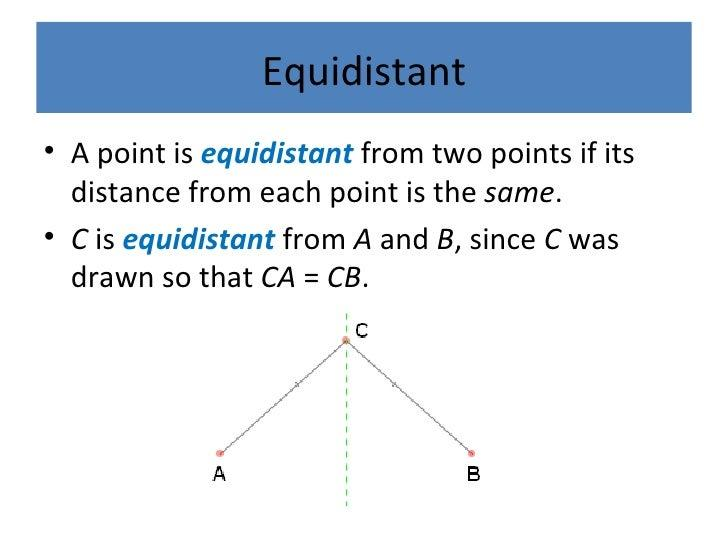 Equidistant
• A point is equidistant from two points if its
distance from each point is the same.
• C is equidistant from A and B, since C was
drawn so that CA = CB.
C
A B